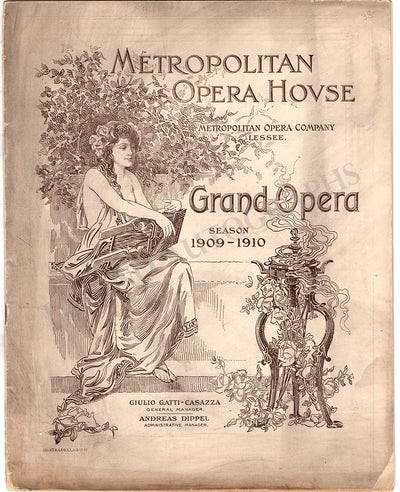 METROPOLITAN
OPERA HOVSE
METROPOLITAN OPERA COMPANY
LESSEE.
Grand Opera
SEASON
1909-1910
GIULIO GATTI-CASAZZA
GENERAL MANAGER.
ANDREAS DIPPEL
ADMINISTRATIVE MANAGER.
AUTOGRAPHS